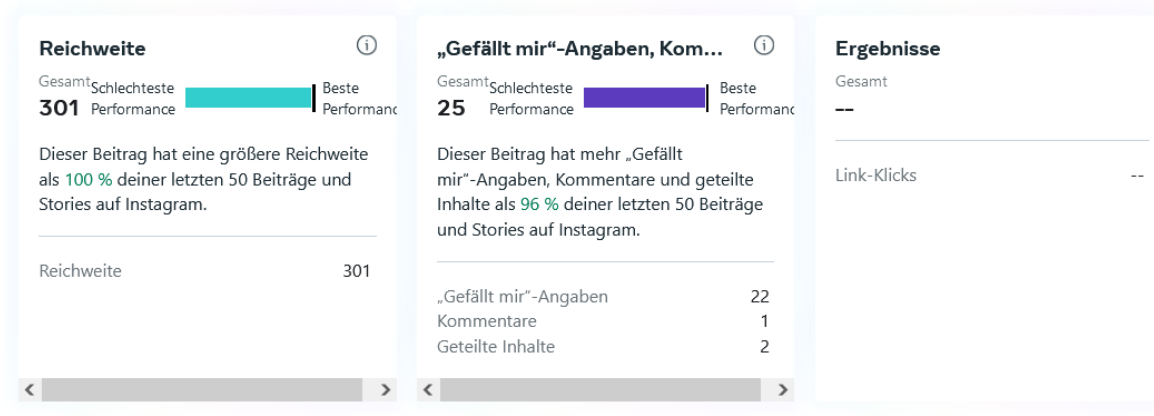 Reichweite
Gesamt
301
Schlechteste
Performance
Beste
Performanc
Dieser Beitrag hat eine größere Reichweite
als 100 % deiner letzten 50 Beiträge und
Stories auf Instagram.
Reichweite 301
„Gefällt mir“-Angaben, Kom...
Gesamt
25
Schlechteste
Performance
Beste
Performanc
Dieser Beitrag hat mehr „Gefällt
mir“-Angaben, Kommentare und geteilte
Inhalte als 96 % deiner letzten 50 Beiträge
und Stories auf Instagram.
„Gefällt mir“-Angaben 22
Kommentare 1
Geteilte Inhalte 2
Ergebnisse
Gesamt
--
Link-Klicks --